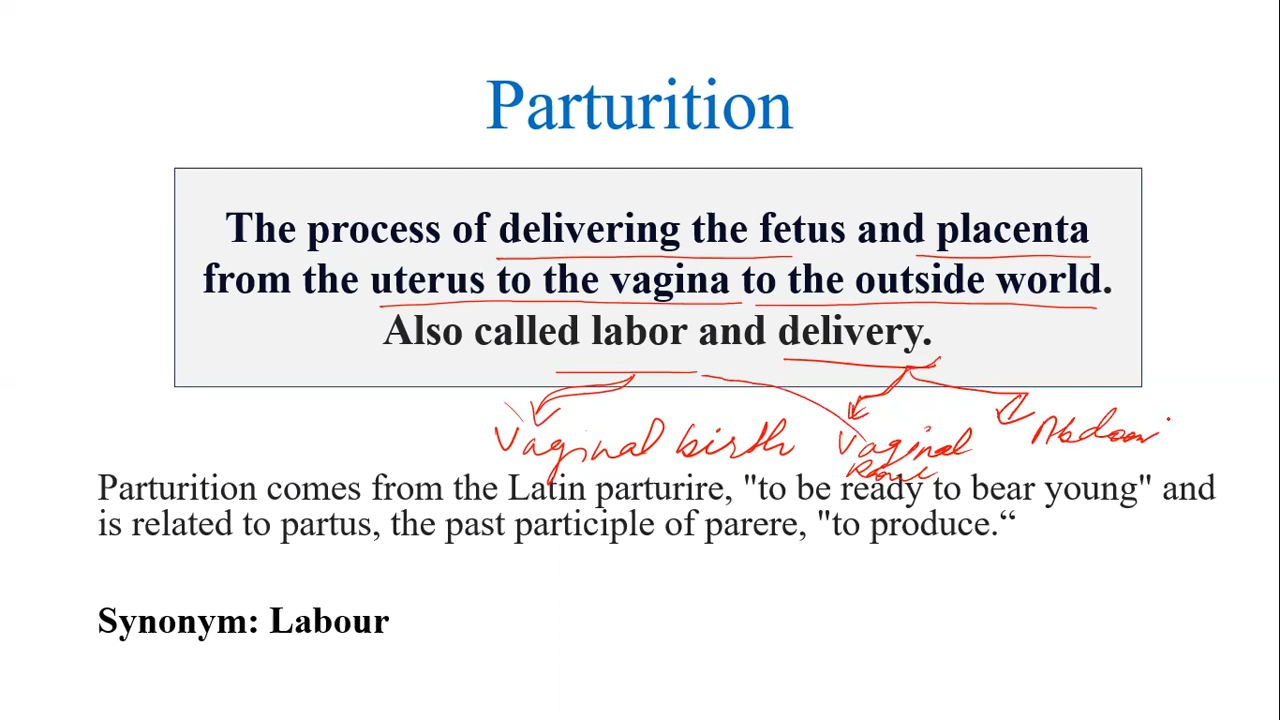 Parturition
The process of delivering the fetus and placenta
from the uterus to the vagina to the outside world.
Also called labor and delivery.
Vaginal birth Vaginal
Parturition comes from the Latin parturire, "to be ready to bear young" and
is related to partus, the past participle of parere, "to produce.“
Synonym: Labour